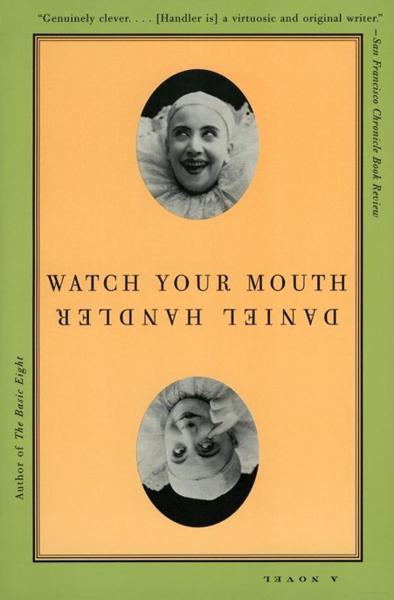 “Genuinely clever. . . . [Handler is] a virtuosic and original writer.”
–San Francisco Chronicle Book Review
WATCH YOUR MOUTH
DANIEL HANDLER
Author of The Basic Eight
A NOVEL